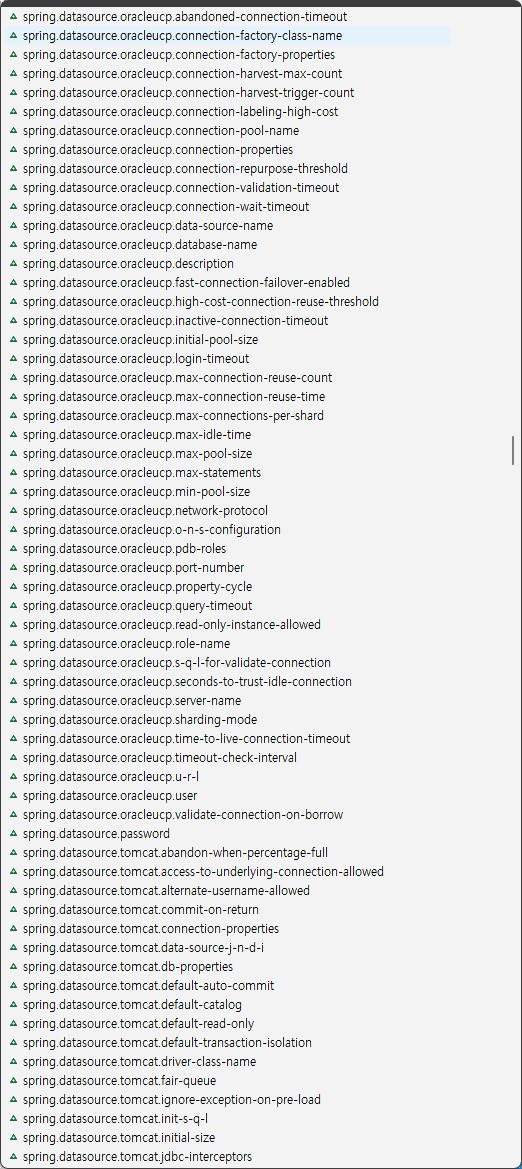 spring.datasource.oracleucp.abandoned-connection-timeout
spring.datasource.oracleucp.connection-factory-class-name
spring.datasource.oracleucp.connection-factory-properties
spring.datasource.oracleucp.connection-harvest-max-count
spring.datasource.oracleucp.connection-harvest-trigger-count
spring.datasource.oracleucp.connection-labeling-high-cost
spring.datasource.oracleucp.connection-pool-name
spring.datasource.oracleucp.connection-properties
spring.datasource.oracleucp.connection-repurpose-threshold
spring.datasource.oracleucp.connection-validation-timeout
spring.datasource.oracleucp.connection-wait-timeout
spring.datasource.oracleucp.data-source-name
spring.datasource.oracleucp.database-name
spring.datasource.oracleucp.description
spring.datasource.oracleucp.fast-connection-failover-enabled
spring.datasource.oracleucp.high-cost-connection-reuse-threshold
spring.datasource.oracleucp.inactive-connection-timeout
spring.datasource.oracleucp.initial-pool-size
spring.datasource.oracleucp.login-timeout
spring.datasource.oracleucp.max-connection-reuse-count
spring.datasource.oracleucp.max-connection-reuse-time
spring.datasource.oracleucp.max-connections-per-shard
spring.datasource.oracleucp.max-idle-time
spring.datasource.oracleucp.max-pool-size
spring.datasource.oracleucp.max-statements
spring.datasource.oracleucp.min-pool-size
spring.datasource.oracleucp.network-protocol
spring.datasource.oracleucp.o-n-s-configuration
spring.datasource.oracleucp.pdb-roles
spring.datasource.oracleucp.port-number
spring.datasource.oracleucp.property-cycle
spring.datasource.oracleucp.query-timeout
spring.datasource.oracleucp.read-only-instance-allowed
spring.datasource.oracleucp.role-name
spring.datasource.oracleucp.s-q-l-for-validate-connection
spring.datasource.oracleucp.seconds-to-trust-idle-connection
spring.datasource.oracleucp.server-name
spring.datasource.oracleucp.sharding-mode
spring.datasource.oracleucp.time-to-live-connection-timeout
spring.datasource.oracleucp.timeout-check-interval
spring.datasource.oracleucp.u-r-l
spring.datasource.oracleucp.user
spring.datasource.oracleucp.validate-connection-on-borrow
spring.datasource.password
spring.datasource.tomcat.abandon-when-percentage-full
spring.datasource.tomcat.access-to-underlying-connection-allowed
spring.datasource.tomcat.alternate-username-allowed
spring.datasource.tomcat.commit-on-return
spring.datasource.tomcat.connection-properties
spring.datasource.tomcat.data-source-j-n-d-i
spring.datasource.tomcat.db-properties
spring.datasource.tomcat.default-auto-commit
spring.datasource.tomcat.default-catalog
spring.datasource.tomcat.default-read-only
spring.datasource.tomcat.default-transaction-isolation
spring.datasource.tomcat.driver-class-name
spring.datasource.tomcat.fair-queue
spring.datasource.tomcat.ignore-exception-on-pre-load
spring.datasource.tomcat.init-s-q-l
spring.datasource.tomcat.initial-size
spring.datasource.tomcat.jdbc-interceptors